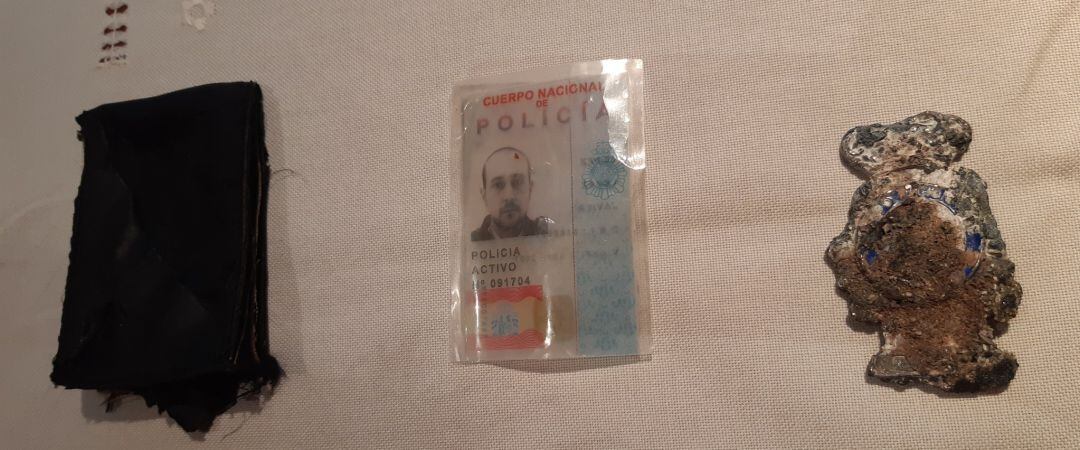 CUERPO NACIONAL
DE
POLICÍA
POLICIA
ACTIVO
Nº 091704